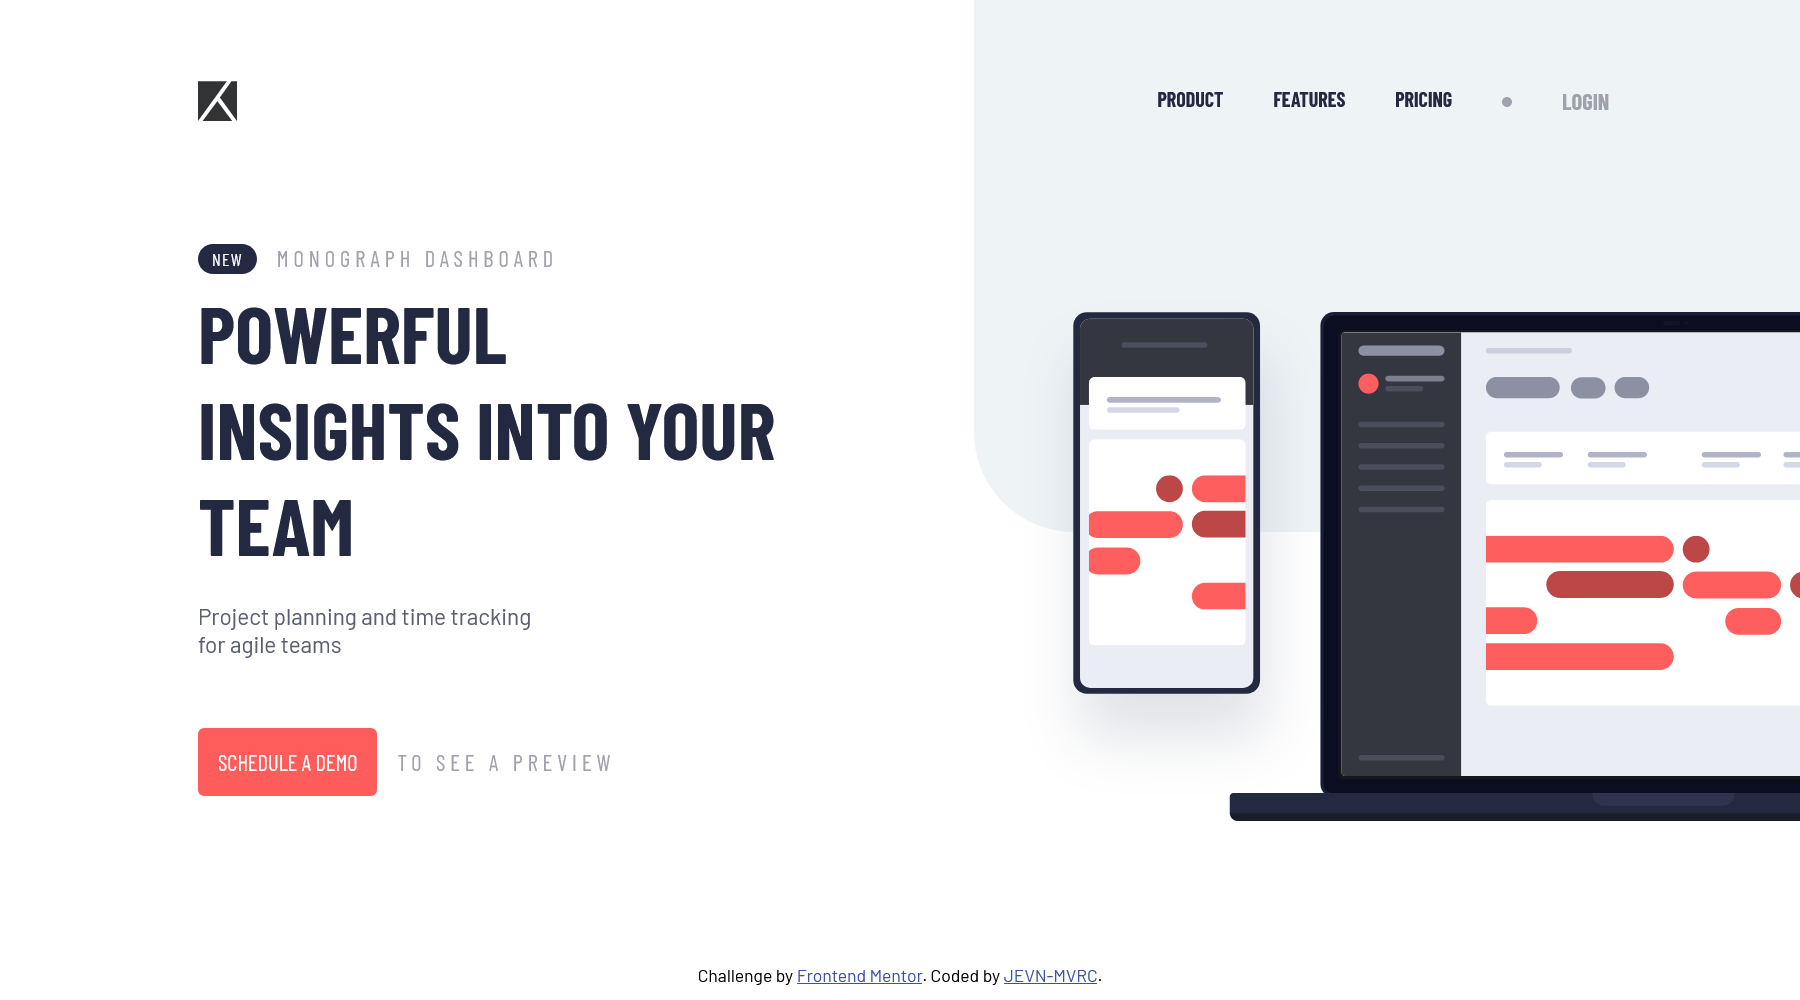 PRODUCT FEATURES PRICING LOGIN
NEW MONOGRAPH DASHBOARD
POWERFUL
INSIGHTS INTO YOUR
TEAM
Project planning and time tracking
for agile teams
SCHEDULE A DEMO TO SEE A PREVIEW
Challenge by Frontend Mentor. Coded by JEVN-MVRC.